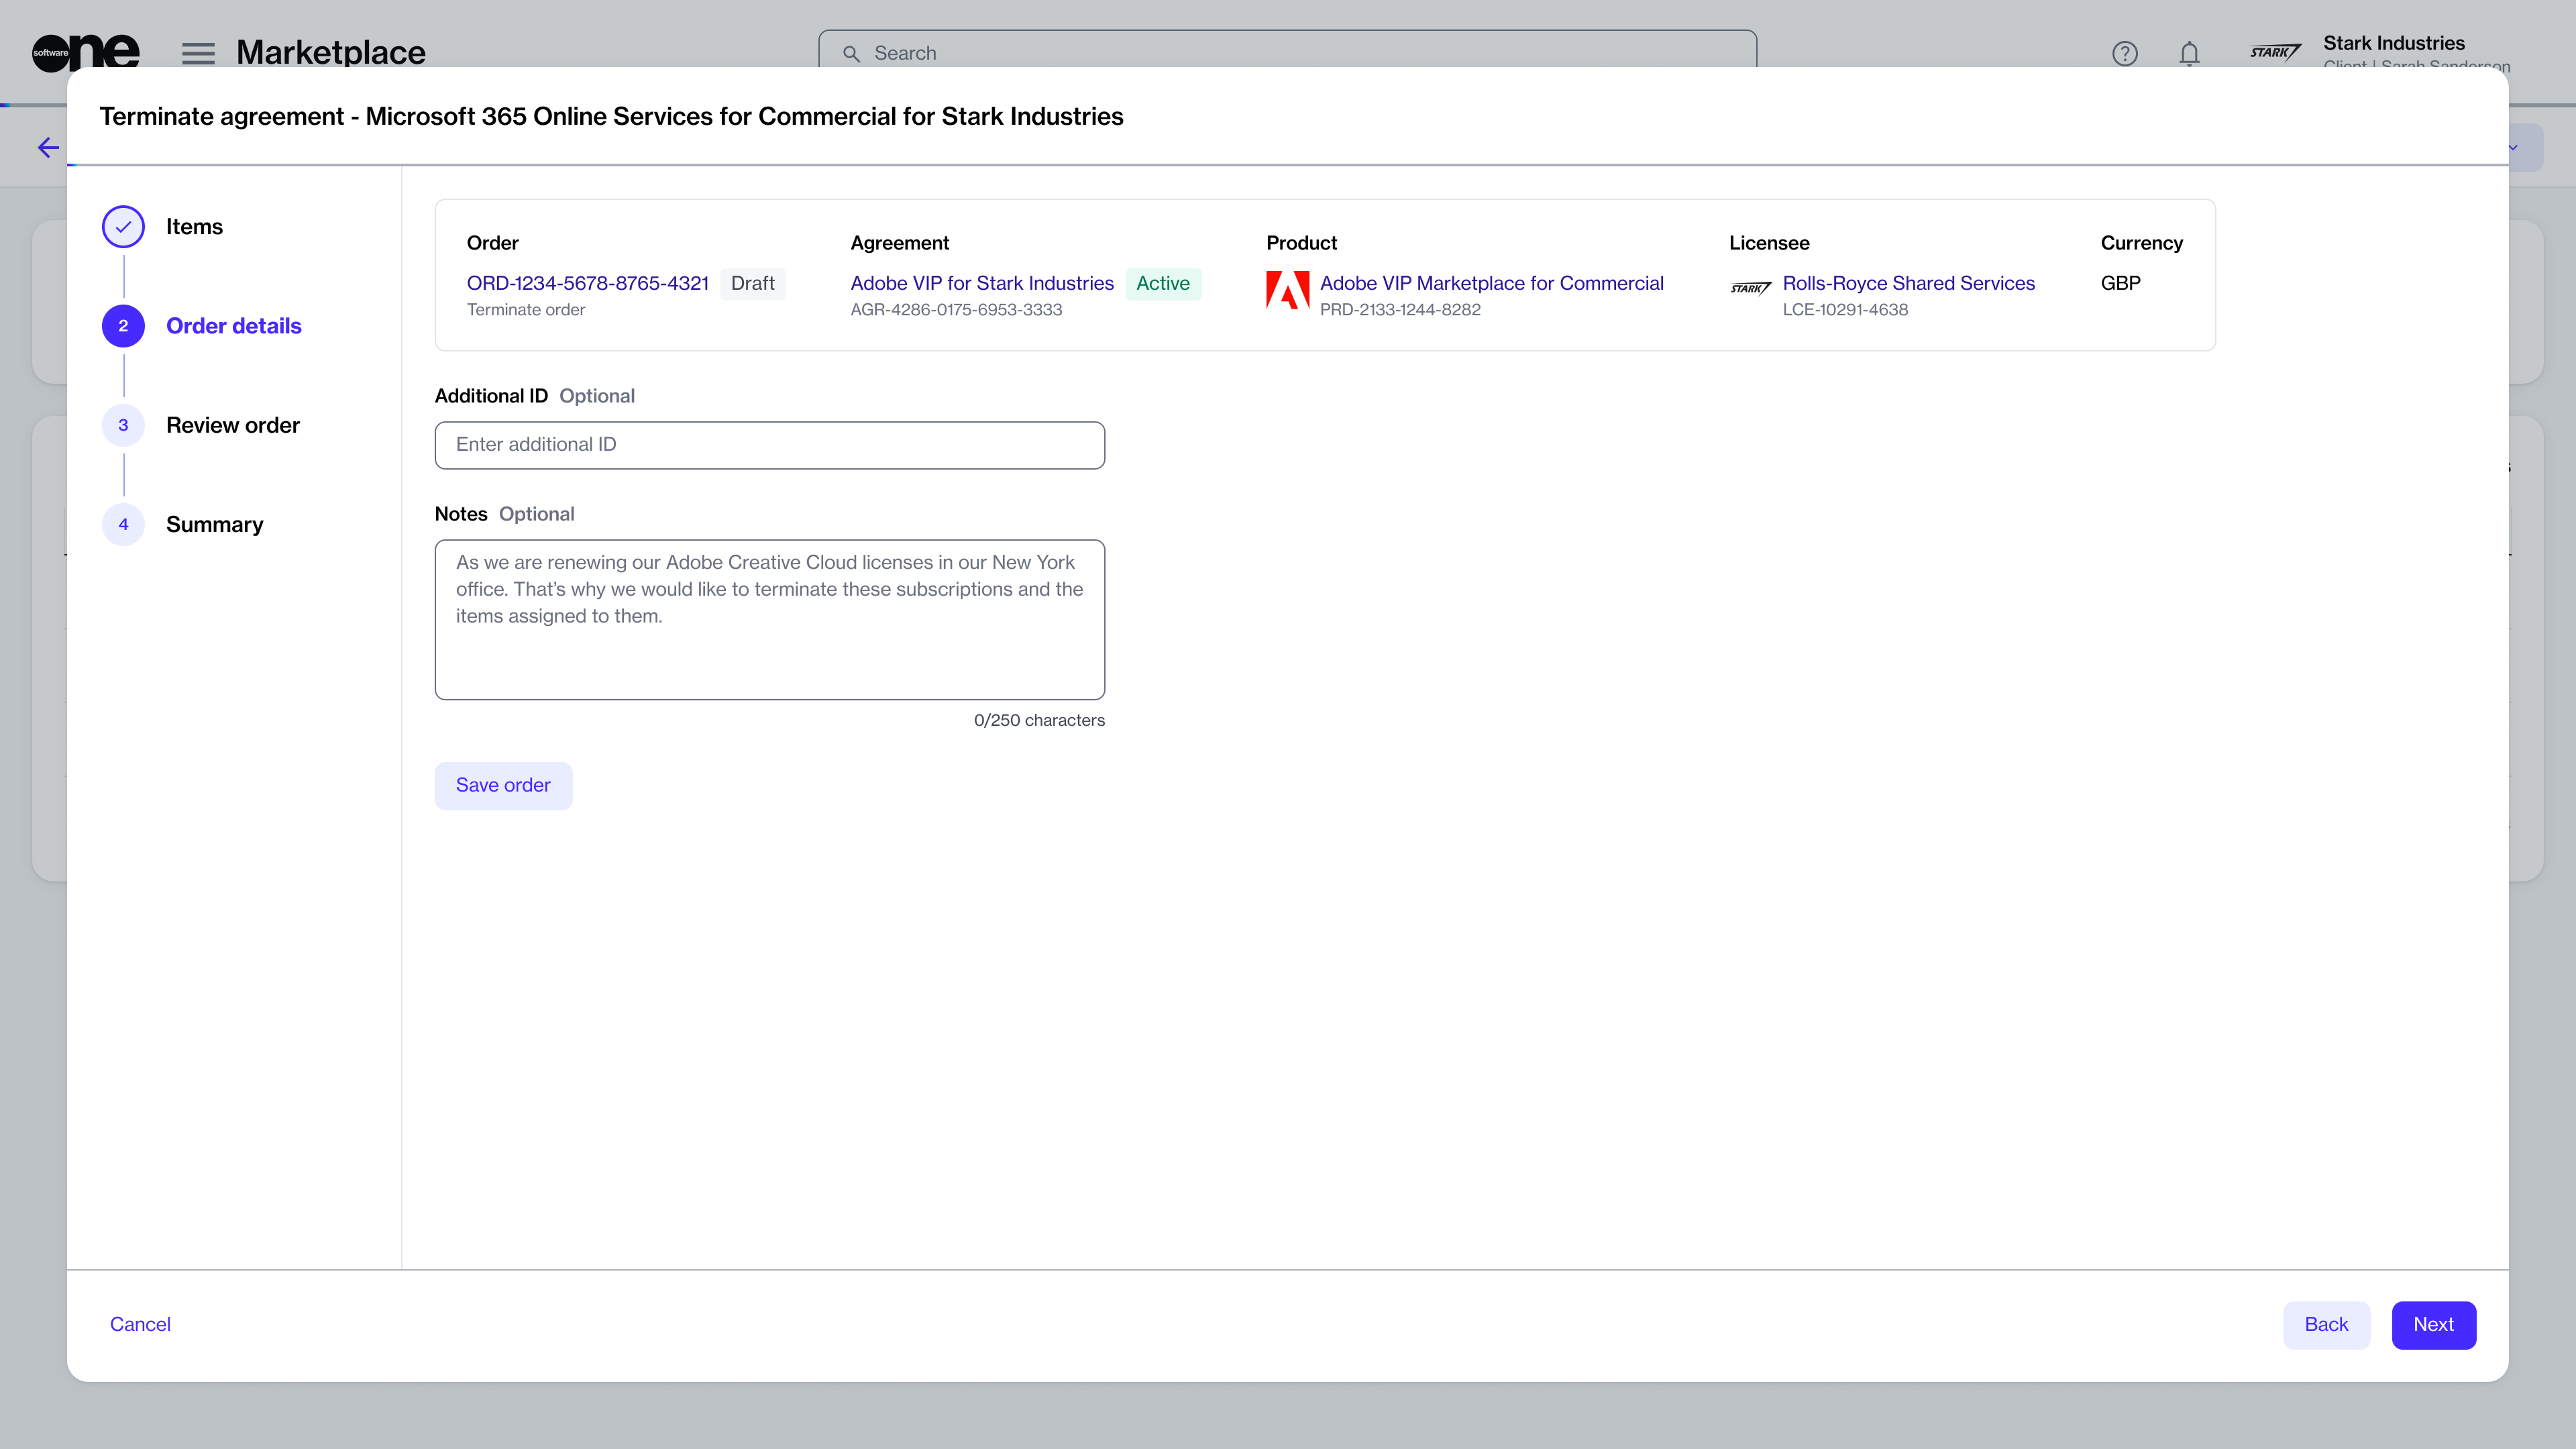 software
one
Marketplace
Search
STARK
Stark Industries
Client | Sarah Sanderson
Terminate agreement - Microsoft 365 Online Services for Commercial for Stark Industries
Items
2 Order details
3 Review order
4 Summary
Order Agreement Product Licensee Currency
ORD-1234-5678-8765-4321 Draft Adobe VIP for Stark Industries Active Adobe VIP Marketplace for Commercial STARK Rolls-Royce Shared Services GBP
Terminate order AGR-4286-0175-6953-3333 PRD-2133-1244-8282 LCE-10291-4638
Additional ID Optional
Enter additional ID
Notes Optional
As we are renewing our Adobe Creative Cloud licenses in our New York
office. That’s why we would like to terminate these subscriptions and the
items assigned to them.
0/250 characters
Save order
Cancel Back Next